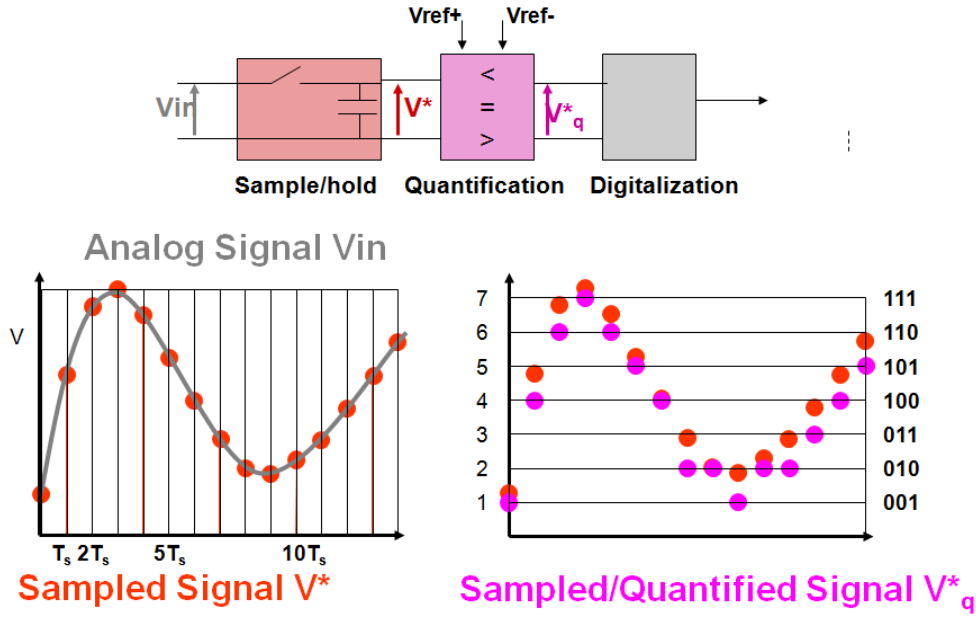 Vref+ Vref-
Vin
V*
<
=
>
V*q
Sample/hold Quantification Digitalization
Analog Signal Vin
V
Ts 2Ts 5Ts 10Ts
Sampled Signal V*
7 111
6 110
5 101
4 100
3 011
2 010
1 001
Sampled/Quantified Signal V*q